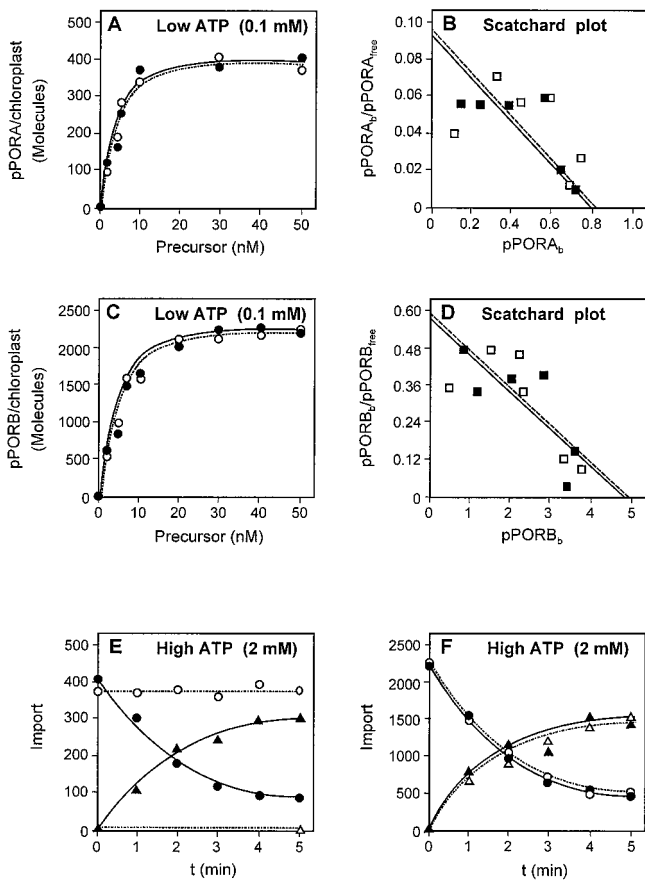 A Low ATP (0.1 mM)
pPORA/chloroplast
(Molecules)
500
400
300
200
100
0
0 10 20 30 40 50
Precursor (nM)
B Scatchard plot
pPORAb/pPORAfree
0.10
0.08
0.06
0.04
0.02
0
0 0.2 0.4 0.6 0.8 1.0
pPORAb
C Low ATP (0.1 mM)
pPORB/chloroplast
(Molecules)
2500
2000
1500
1000
500
0
0 10 20 30 40 50
Precursor (nM)
D Scatchard plot
pPORBb/pPORBfree
0.60
0.48
0.36
0.24
0.12
0
0 1 2 3 4 5
pPORBb
E High ATP (2 mM)
Import
500
400
300
200
100
0
0 1 2 3 4 5
t (min)
F High ATP (2 mM)
Import
2500
2000
1500
1000
500
0
0 1 2 3 4 5
t (min)